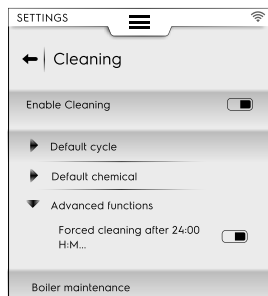 SETTINGS
Cleaning
Enable Cleaning
Default cycle
Default chemical
Advanced functions
Forced cleaning after 24:00
H:M...
Boiler maintenance